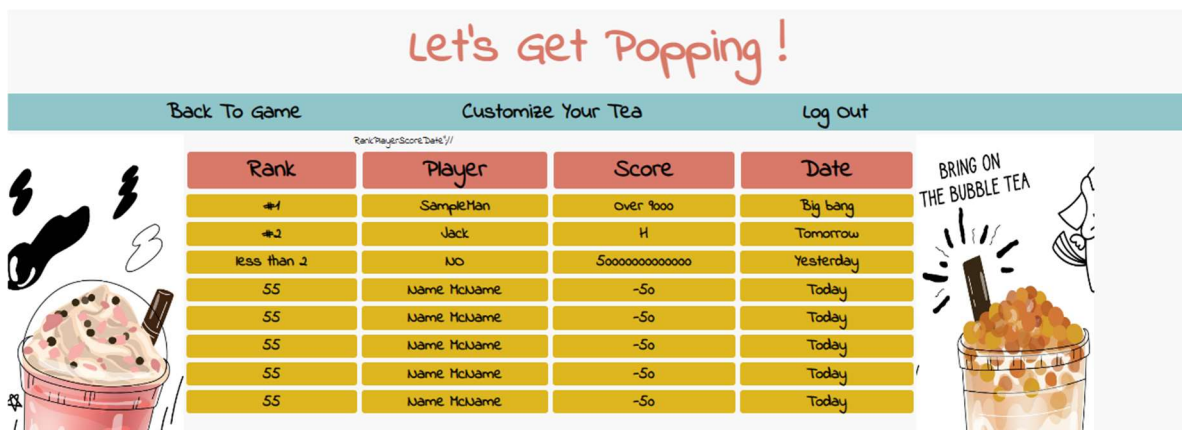 Let's Get Popping !
Back To Game Customize Your Tea Log Out
RankPlayerScoreDate"//
Rank Player Score Date
#1 SampleMan Over 9000 Big bang
#2 Jack H Tomorrow
less than 2 NO 50000000000000 Yesterday
55 Name McName -50 Today
55 Name McName -50 Today
55 Name McName -50 Today
55 Name McName -50 Today
55 Name McName -50 Today
BRING ON
THE BUBBLE TEA